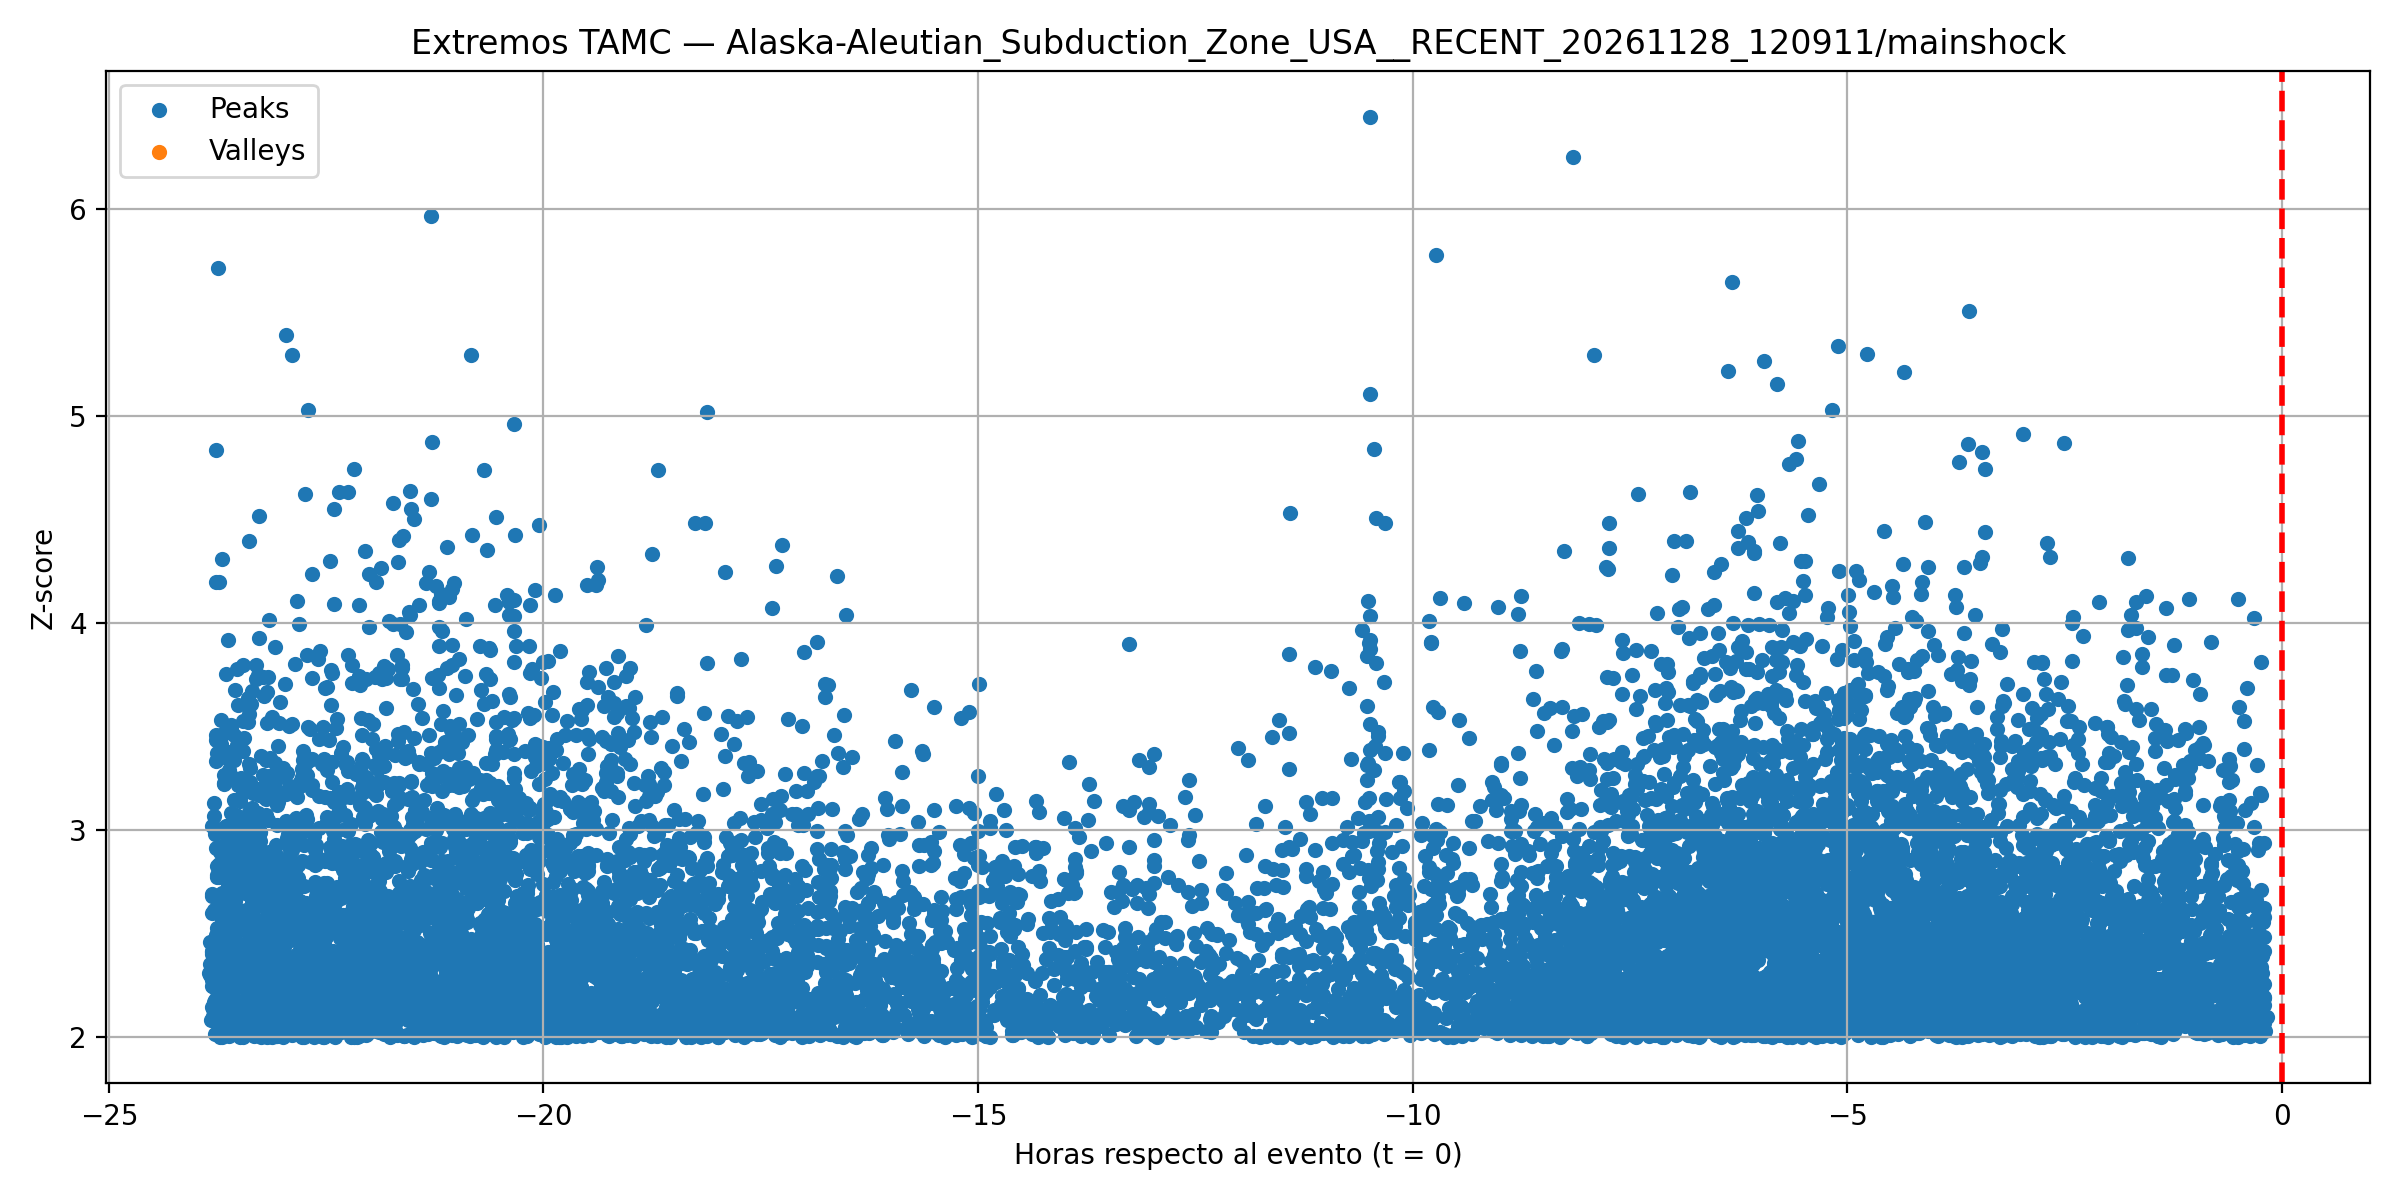 Extremos TAMC — Alaska-Aleutian_Subduction_Zone_USA__RECENT_20261128_120911/mainshock
Peaks
Valleys
Z-score
6
5
4
3
2
−25
−20
−15
−10
−5
0
Horas respecto al evento (t = 0)